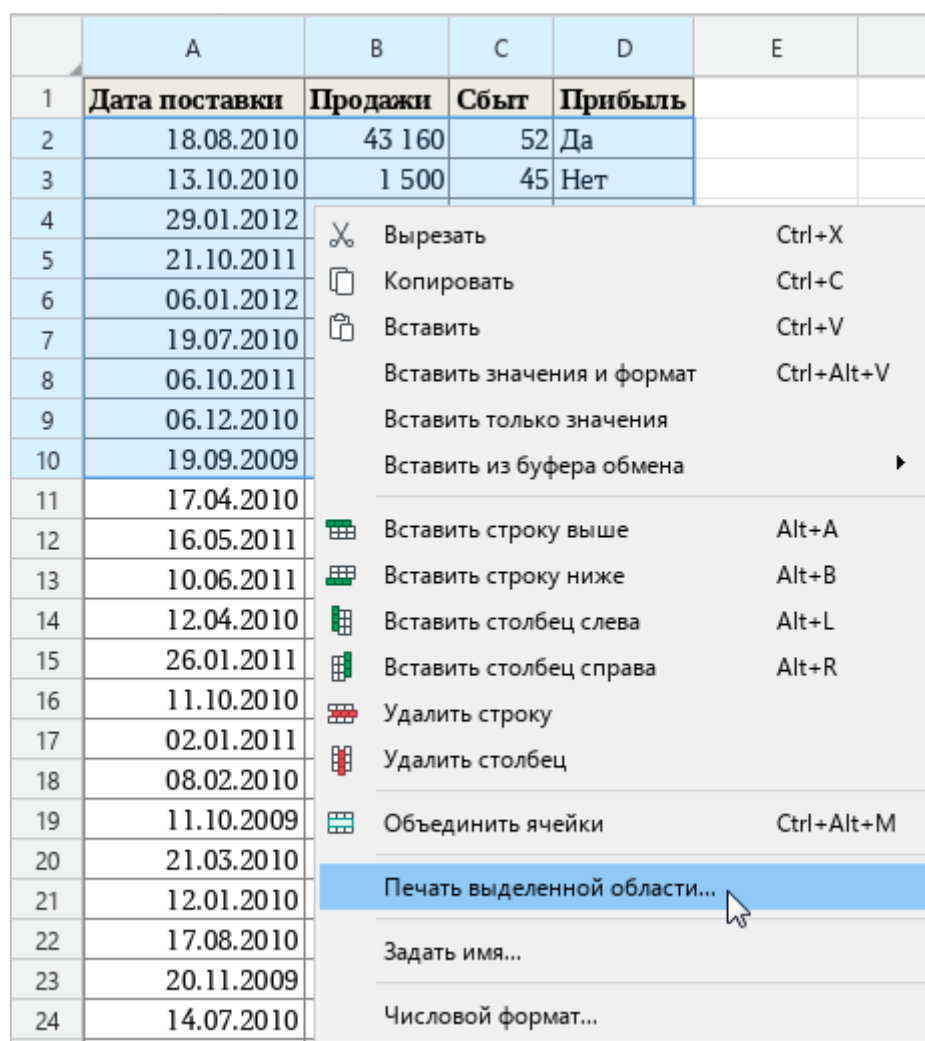 A B C D E
1 Дата поставки Продажи Сбыт Прибыль
2 18.08.2010 43 160 52 Да
3 13.10.2010 1 500 45 Нет
4 29.01.2012
5 21.10.2011
6 06.01.2012
7 19.07.2010
8 06.10.2011
9 06.12.2010
10 19.09.2009
11 17.04.2010
12 16.05.2011
13 10.06.2011
14 12.04.2010
15 26.01.2011
16 11.10.2010
17 02.01.2011
18 08.02.2010
19 11.10.2009
20 21.03.2010
21 12.01.2010
22 17.08.2010
23 20.11.2009
24 14.07.2010
Вырезать Ctrl+X
Копировать Ctrl+C
Вставить Ctrl+V
Вставить значения и формат Ctrl+Alt+V
Вставить только значения
Вставить из буфера обмена
Вставить строку выше Alt+A
Вставить строку ниже Alt+B
Вставить столбец слева Alt+L
Вставить столбец справа Alt+R
Удалить строку
Удалить столбец
Объединить ячейки Ctrl+Alt+M
Печать выделенной области...
Задать имя...
Числовой формат...